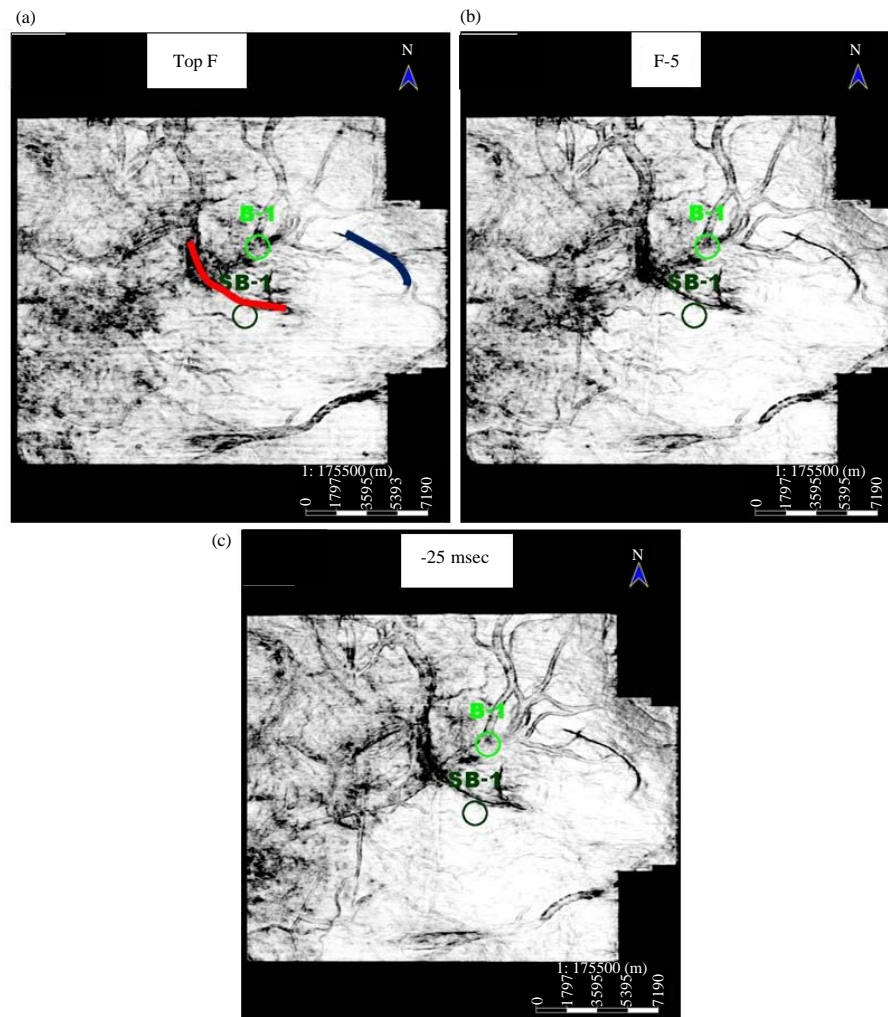 (a)
Top F
N
B-1
SB-1
1: 175500 (m)
0
1797
3595
5393
7190
(b)
F-5
N
B-1
SB-1
1: 175500 (m)
0
1797
3595
5395
7190
(c)
-25 msec
N
B-1
SB-1
1: 175500 (m)
0
1797
3595
5395
7190